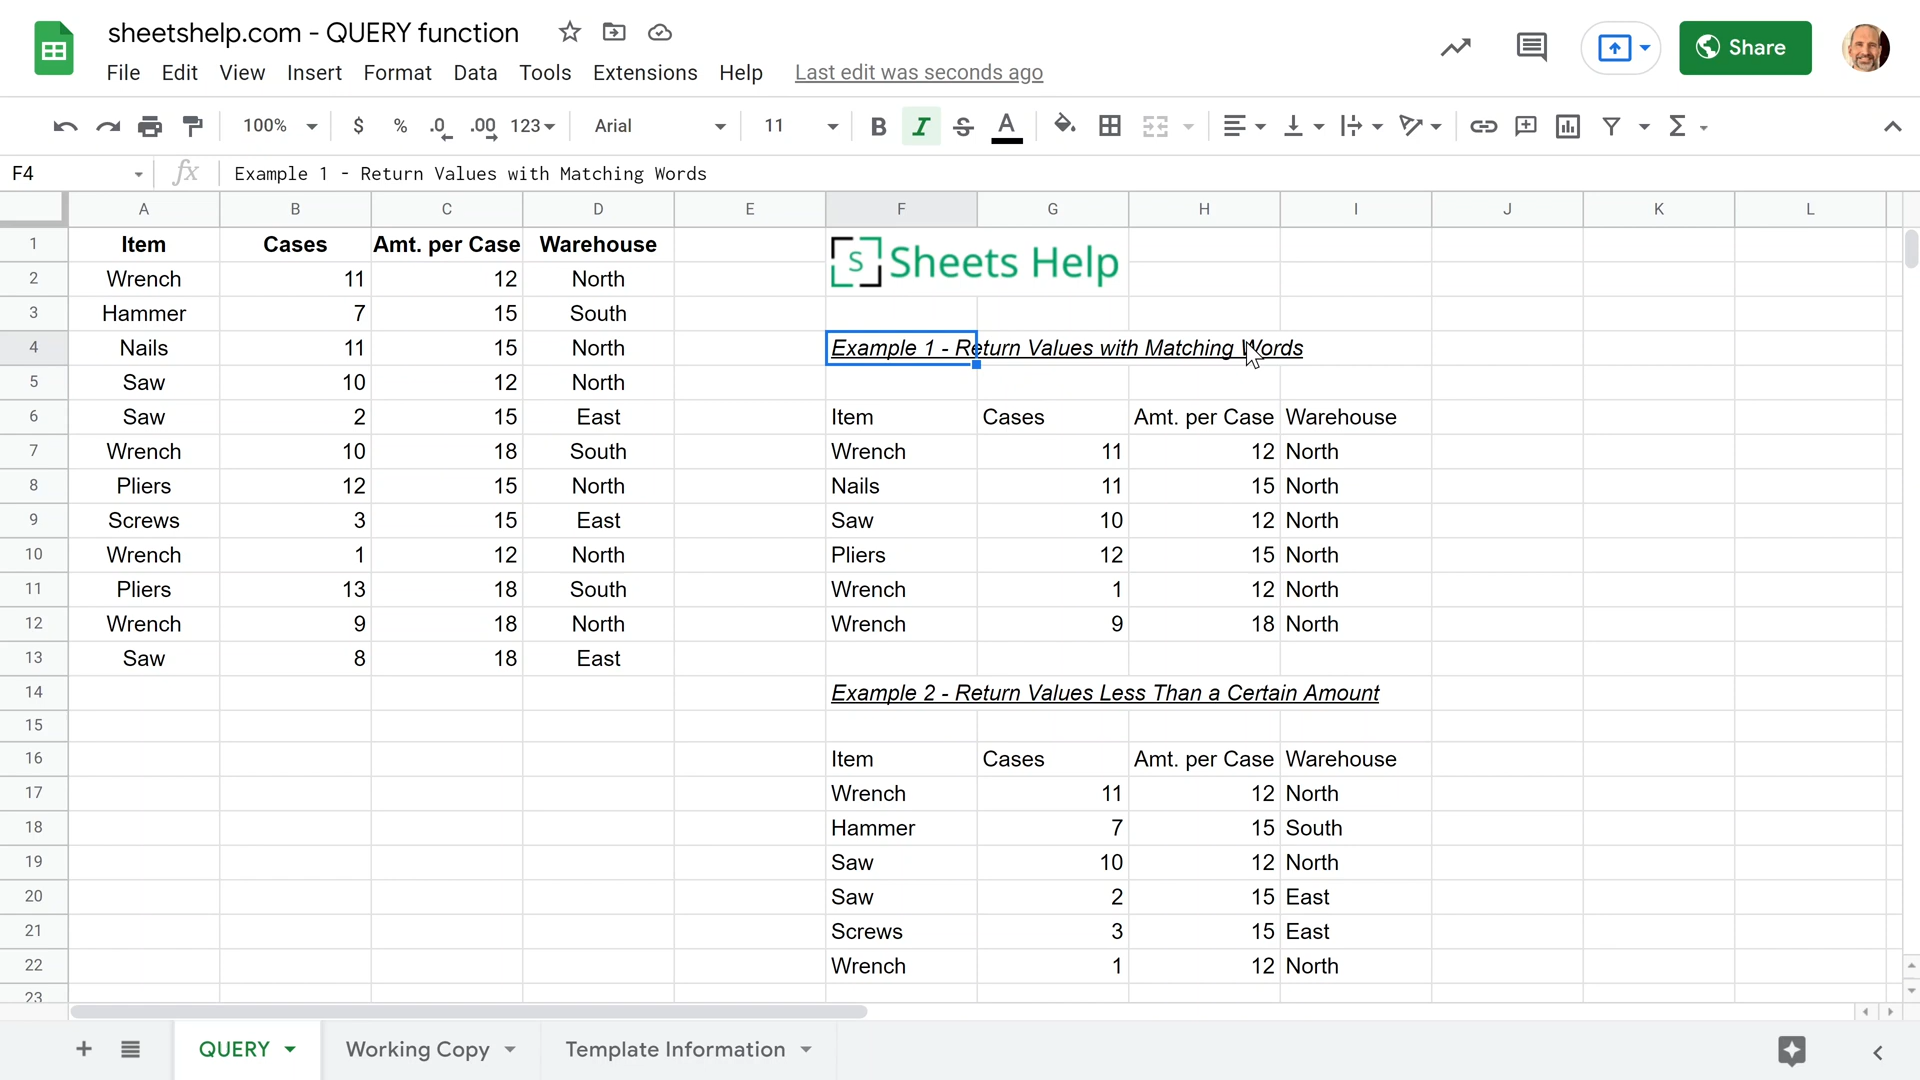 sheetshelp.com - QUERY function
File Edit View Insert Format Data Tools Extensions Help Last edit was seconds ago
Share
100% $ % .0 .00 123 Arial 11 B I S A Σ
F4 fx Example 1 - Return Values with Matching Words
A B C D E F G H I J K L
1 Item Cases Amt. per Case Warehouse S Sheets Help
2 Wrench 11 12 North
3 Hammer 7 15 South
4 Nails 11 15 North Example 1 - Return Values with Matching Words
5 Saw 10 12 North
6 Saw 2 15 East Item Cases Amt. per Case Warehouse
7 Wrench 10 18 South Wrench 11 12 North
8 Pliers 12 15 North Nails 11 15 North
9 Screws 3 15 East Saw 10 12 North
10 Wrench 1 12 North Pliers 12 15 North
11 Pliers 13 18 South Wrench 1 12 North
12 Wrench 9 18 North Wrench 9 18 North
13 Saw 8 18 East
14 Example 2 - Return Values Less Than a Certain Amount
15
16 Item Cases Amt. per Case Warehouse
17 Wrench 11 12 North
18 Hammer 7 15 South
19 Saw 10 12 North
20 Saw 2 15 East
21 Screws 3 15 East
22 Wrench 1 12 North
23
QUERY Working Copy Template Information